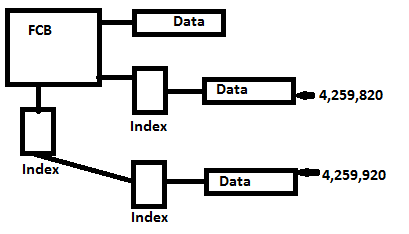 FCB
Data
Data
4,259,820
Index
Index
Data
4,259,920
Index